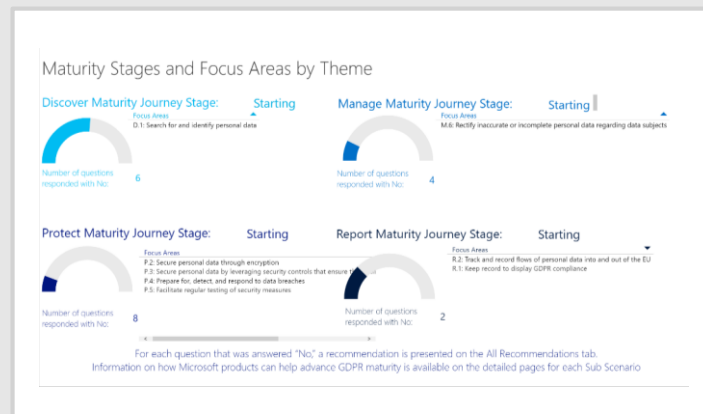 Maturity Stages and Focus Areas by Theme
Discover Maturity Journey Stage: Starting
Focus Areas
D.1: Search for and identify personal data
Number of questions
responded with No: 6
Manage Maturity Journey Stage: Starting
Focus Areas
M.6: Rectify inaccurate or incomplete personal data regarding data subjects
Number of questions
responded with No: 4
Protect Maturity Journey Stage: Starting
Focus Areas
P.2: Secure personal data through encryption
P.3: Secure personal data by leveraging security controls that ensure
P.4: Prepare for, detect, and respond to data breaches
P.5: Facilitate regular testing of security measures
Number of questions
responded with No: 8
Report Maturity Journey Stage: Starting
Focus Areas
R.2: Track and record flows of personal data into and out of the EU
R.1: Keep record to display GDPR compliance
Number of questions
responded with No: 2
For each question that was answered "No," a recommendation is presented on the All Recommendations tab.
Information on how Microsoft products can help advance GDPR maturity is available on the detailed pages for each Sub Scenario